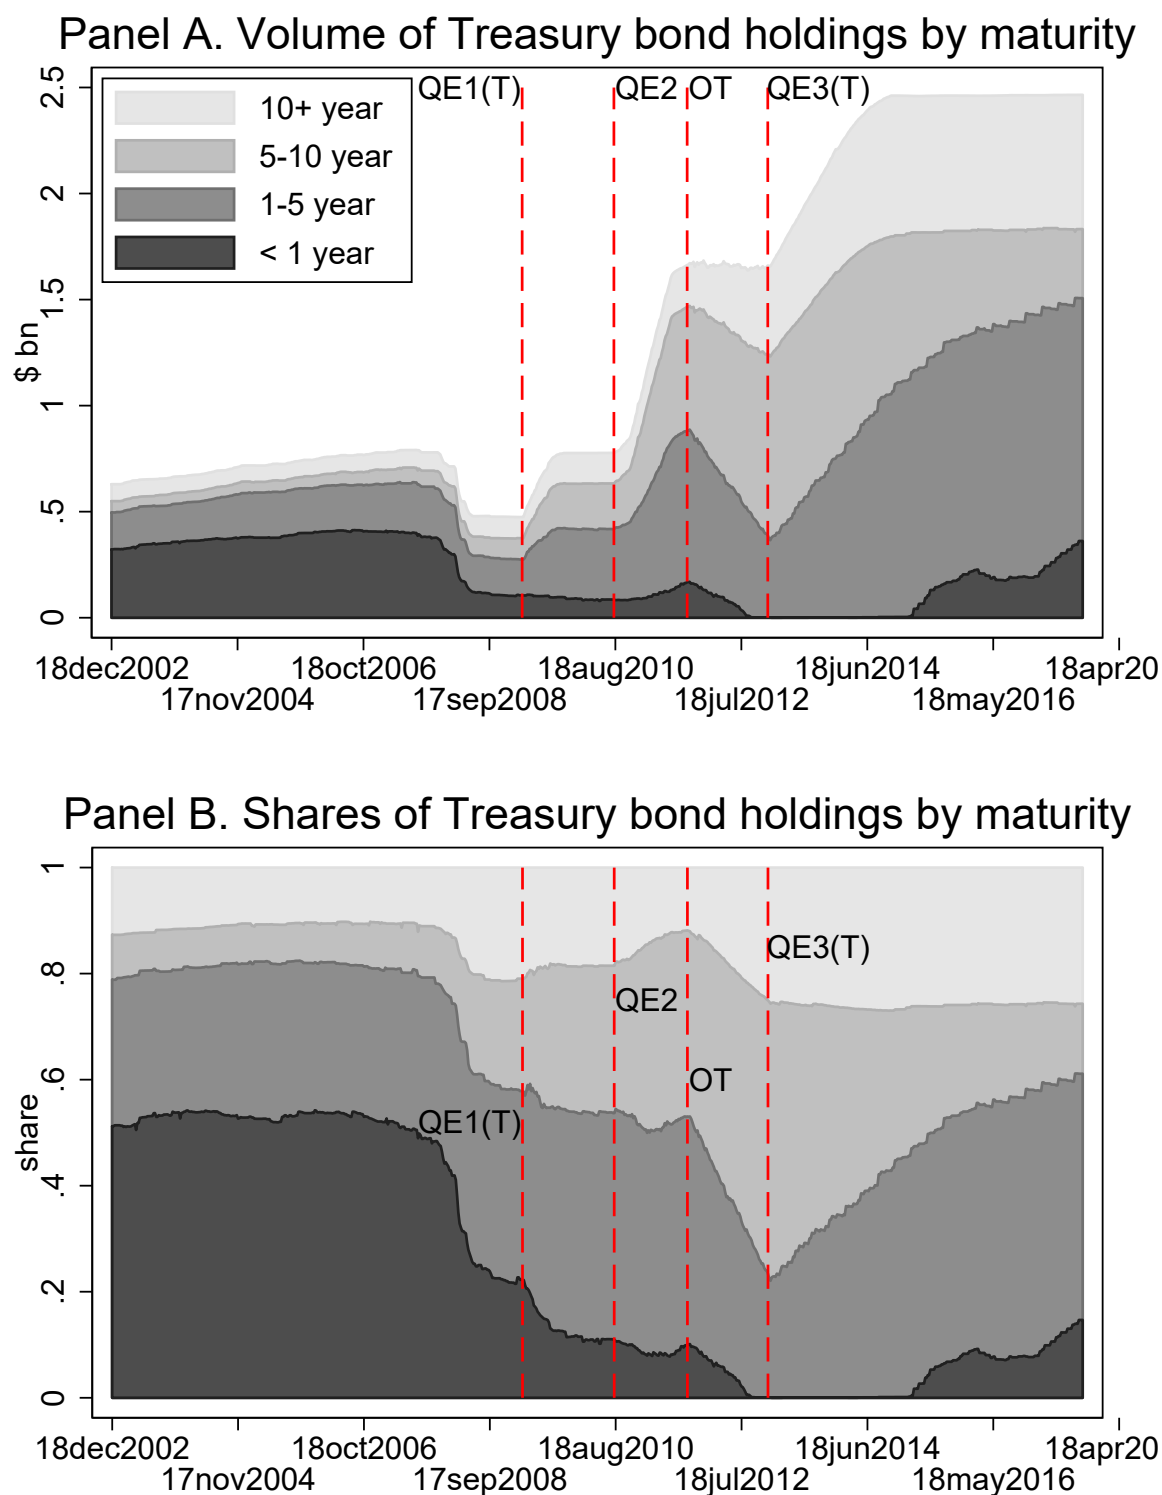 Panel A. Volume of Treasury bond holdings by maturity
10+ year
5-10 year
1-5 year
< 1 year
QE1(T)
QE2
OT
QE3(T)
2.5
2
1.5
1
.5
0
$ bn
18dec2002
17nov2004
18oct2006
17sep2008
18aug2010
18jul2012
18jun2014
18may2016
18apr20
Panel B. Shares of Treasury bond holdings by maturity
1
.8
.6
.4
.2
0
share
QE1(T)
QE2
OT
QE3(T)
18dec2002
17nov2004
18oct2006
17sep2008
18aug2010
18jul2012
18jun2014
18may2016
18apr20